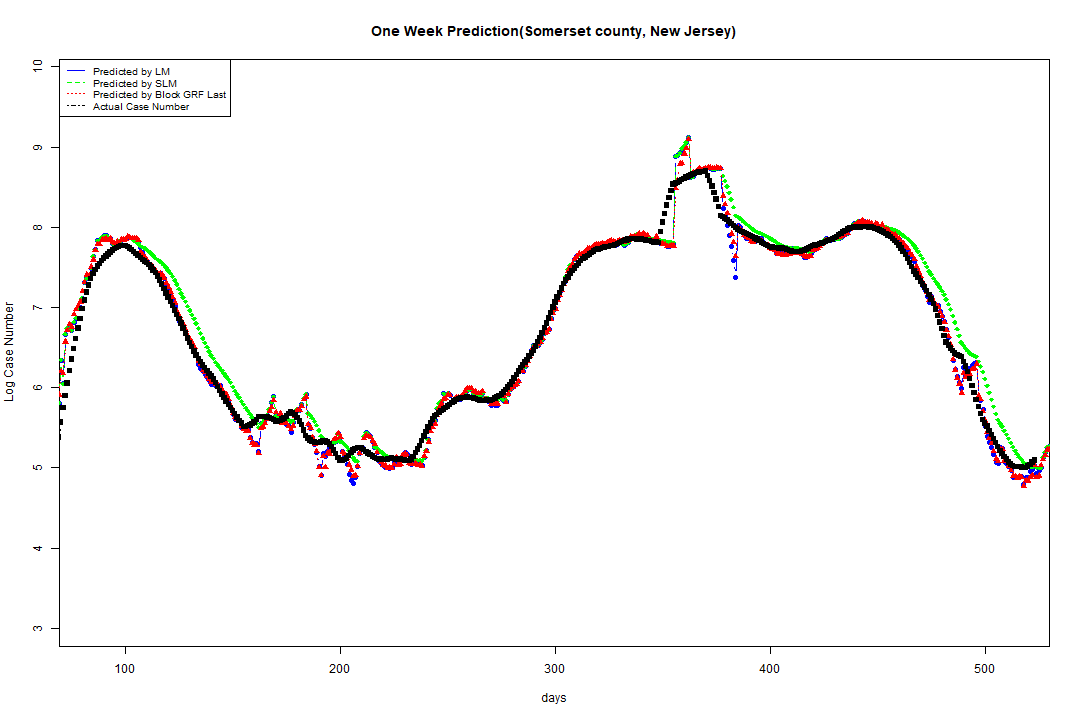 One Week Prediction(Somerset county, New Jersey)
Predicted by LM
Predicted by SLM
Predicted by Block GRF Last
Actual Case Number
10
9
8
7
6
5
4
3
Log Case Number
100 200 300 400 500
days